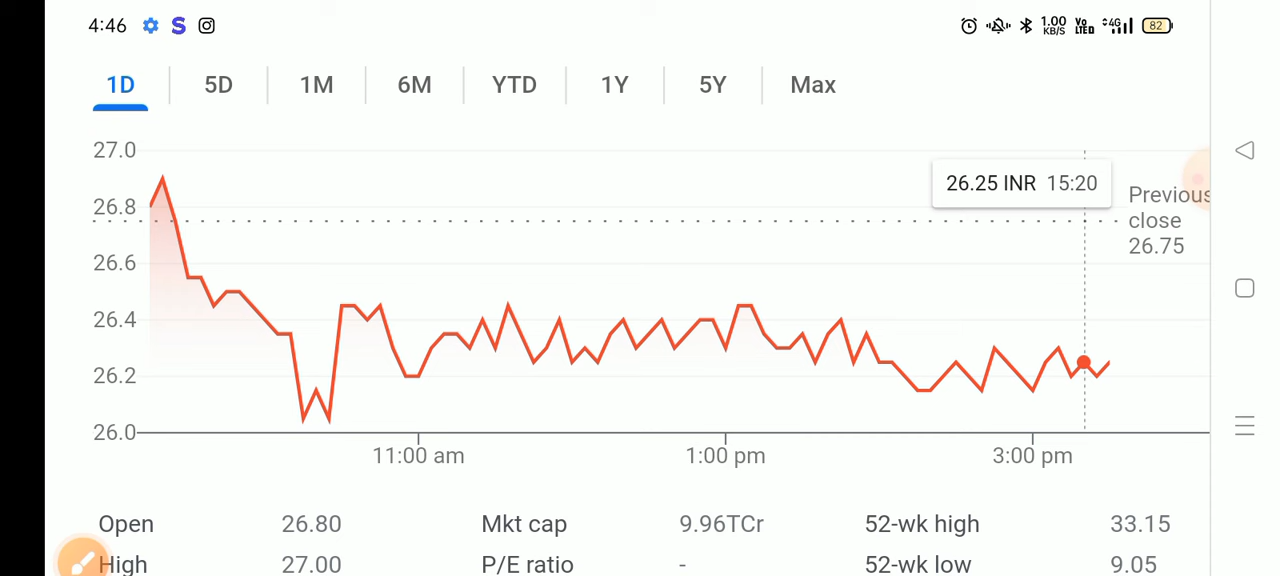 4:46 S 1.00 KB/S Vo LTED 4G 82
1D 5D 1M 6M YTD 1Y 5Y Max
27.0
26.8
26.6
26.4
26.2
26.0
26.25 INR 15:20
Previous
close
26.75
11:00 am 1:00 pm 3:00 pm
Open 26.80 Mkt cap 9.96TCr 52-wk high 33.15
High 27.00 P/E ratio - 52-wk low 9.05